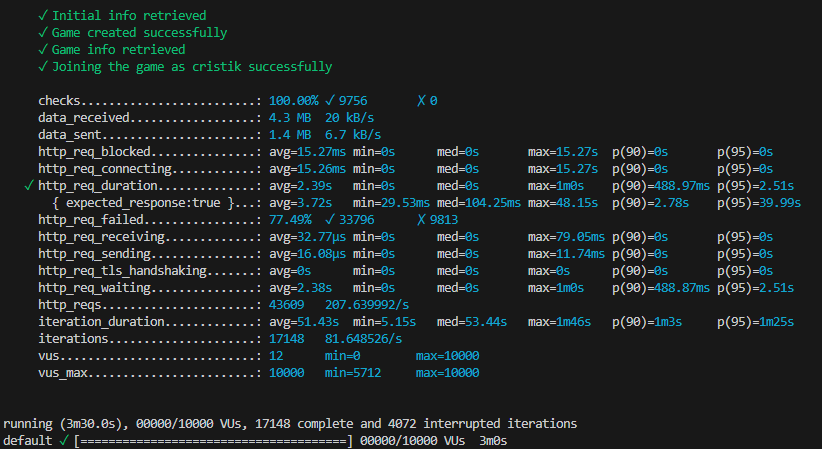 ✓ Initial info retrieved
✓ Game created successfully
✓ Game info retrieved
✓ Joining the game as cristik successfully
checks.........................: 100.00% ✓ 9756 ✗ 0
data_received..................: 4.3 MB 20 kB/s
data_sent......................: 1.4 MB 6.7 kB/s
http_req_blocked...............: avg=15.27ms min=0s med=0s max=15.27s p(90)=0s p(95)=0s
http_req_connecting............: avg=15.26ms min=0s med=0s max=15.27s p(90)=0s p(95)=0s
✓ http_req_duration..............: avg=2.39s min=0s med=0s max=1m0s p(90)=488.97ms p(95)=2.51s
{ expected_response:true }...: avg=3.72s min=29.53ms med=104.25ms max=48.15s p(90)=2.78s p(95)=39.99s
http_req_failed................: 77.49% ✓ 33796 ✗ 9813
http_req_receiving.............: avg=32.77µs min=0s med=0s max=79.05ms p(90)=0s p(95)=0s
http_req_sending...............: avg=16.08µs min=0s med=0s max=11.74ms p(90)=0s p(95)=0s
http_req_tls_handshaking.......: avg=0s min=0s med=0s max=0s p(90)=0s p(95)=0s
http_req_waiting...............: avg=2.38s min=0s med=0s max=1m0s p(90)=488.87ms p(95)=2.51s
http_reqs......................: 43609 207.639992/s
iteration_duration.............: avg=51.43s min=5.15s med=53.44s max=1m46s p(90)=1m3s p(95)=1m25s
iterations.....................: 17148 81.648526/s
vus............................: 12 min=0 max=10000
vus_max........................: 10000 min=5712 max=10000
running (3m30.0s), 00000/10000 VUs, 17148 complete and 4072 interrupted iterations
default ✓ [======================================] 00000/10000 VUs 3m0s